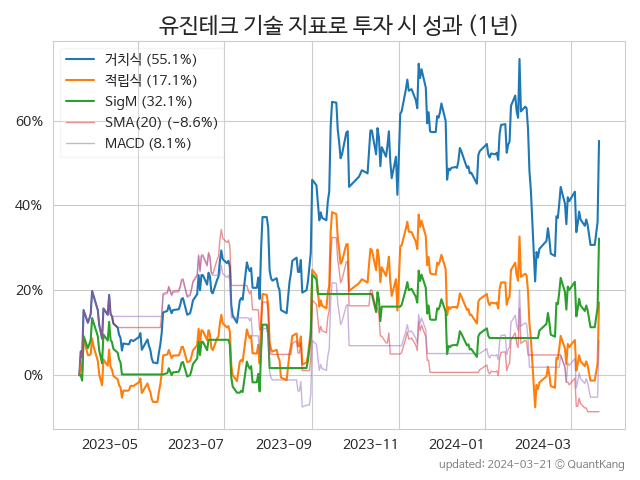 유진테크 기술 지표로 투자 시 성과 (1년)
거치식 (55.1%)
적립식 (17.1%)
SigM (32.1%)
SMA(20) (−8.6%)
MACD (8.1%)
60%
40%
20%
0%
2023-05 2023-07 2023-09 2023-11 2024-01 2024-03
updated: 2024-03-21 © QuantKang